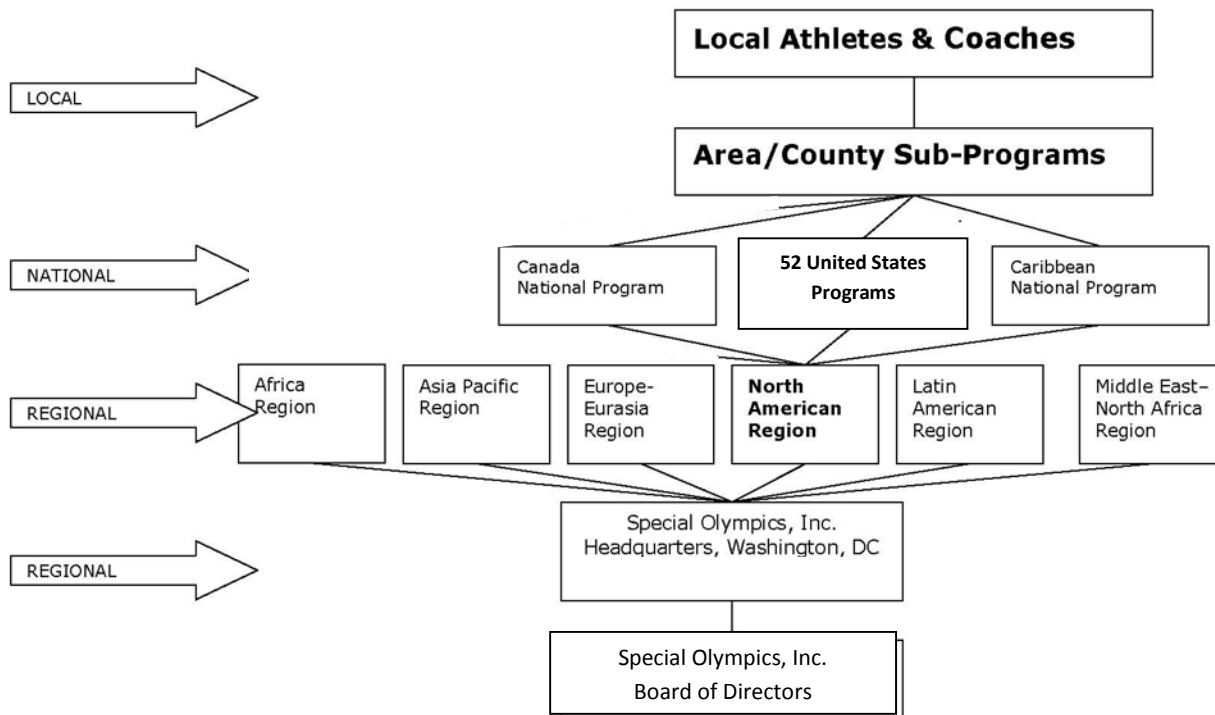 Local Athletes & Coaches
LOCAL
Area/County Sub-Programs
NATIONAL
Canada
National Program
52 United States
Programs
Caribbean
National Program
REGIONAL
Africa
Region
Asia Pacific
Region
Europe-
Eurasia
Region
North
American
Region
Latin
American
Region
Middle East–
North Africa
Region
REGIONAL
Special Olympics, Inc.
Headquarters, Washington, DC
Special Olympics, Inc.
Board of Directors